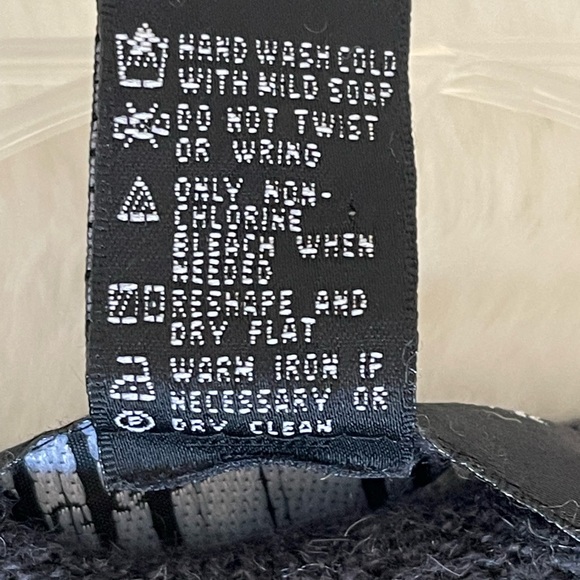 HAND WASH COLD
WITH MILD SOAP
DO NOT TWIST
OR WRING
ONLY NON-
CHLORINE
BLEACH WHEN
NEEDED
RESHAPE AND
DRY FLAT
WARM IRON IF
NECESSARY OR
P DRY CLEAN